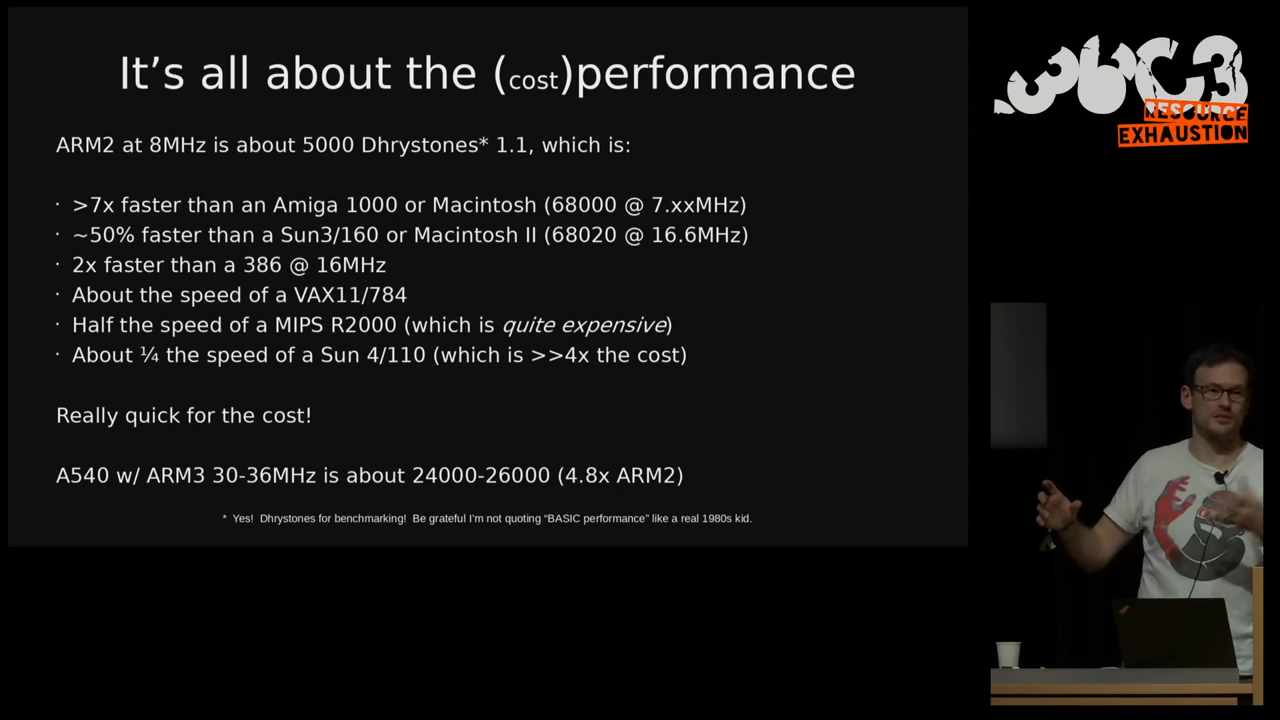 It's all about the (cost)performance
36C3
RESOURCE
EXHAUSTION
ARM2 at 8MHz is about 5000 Dhrystones* 1.1, which is:
· >7x faster than an Amiga 1000 or Macintosh (68000 @ 7.xxMHz)
· ~50% faster than a Sun3/160 or Macintosh II (68020 @ 16.6MHz)
· 2x faster than a 386 @ 16MHz
· About the speed of a VAX11/784
· Half the speed of a MIPS R2000 (which is quite expensive)
· About ¼ the speed of a Sun 4/110 (which is >>4x the cost)
Really quick for the cost!
A540 w/ ARM3 30-36MHz is about 24000-26000 (4.8x ARM2)
* Yes! Dhrystones for benchmarking! Be grateful I'm not quoting "BASIC performance" like a real 1980s kid.